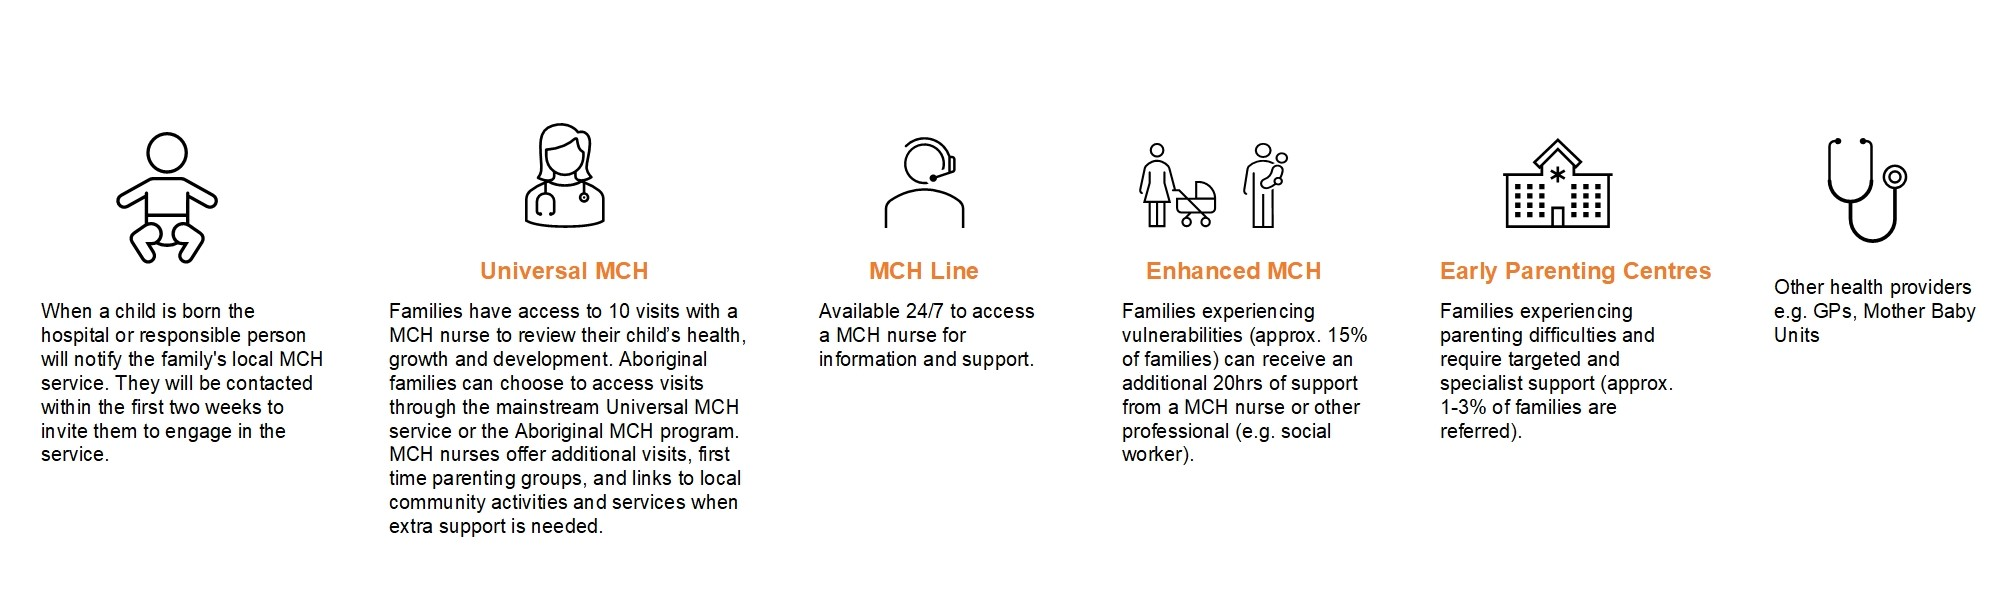 When a child is born the
hospital or responsible person
will notify the family's local MCH
service. They will be contacted
within the first two weeks to
invite them to engage in the
service.
Universal MCH
Families have access to 10 visits with a
MCH nurse to review their child’s health,
growth and development. Aboriginal
families can choose to access visits
through the mainstream Universal MCH
service or the Aboriginal MCH program.
MCH nurses offer additional visits, first
time parenting groups, and links to local
community activities and services when
extra support is needed.
MCH Line
Available 24/7 to access
a MCH nurse for
information and support.
Enhanced MCH
Families experiencing
vulnerabilities (approx. 15%
of families) can receive an
additional 20hrs of support
from a MCH nurse or other
professional (e.g. social
worker).
Early Parenting Centres
Families experiencing
parenting difficulties and
require targeted and
specialist support (approx.
1-3% of families are
referred).
Other health providers
e.g. GPs, Mother Baby
Units